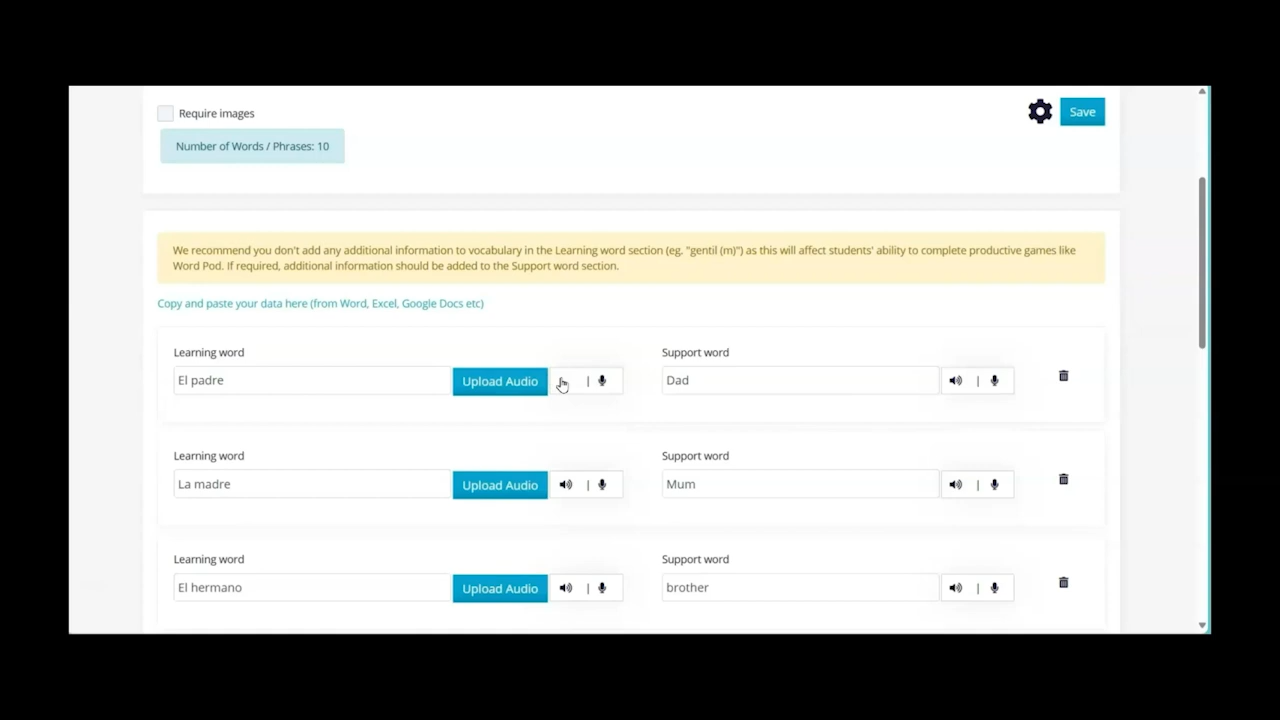 Require images
Save
Number of Words / Phrases: 10
We recommend you don't add any additional information to vocabulary in the Learning word section (eg, "gentil (m)") as this will affect students' ability to complete productive games like
Word Pod. If required, additional information should be added to the Support word section.
Copy and paste your data here (from Word, Excel, Google Docs etc)
Learning word
Support word
El padre
Upload Audio
|
Dad
|
Learning word
Support word
La madre
Upload Audio
|
Mum
|
Learning word
Support word
El hermano
Upload Audio
|
brother
|